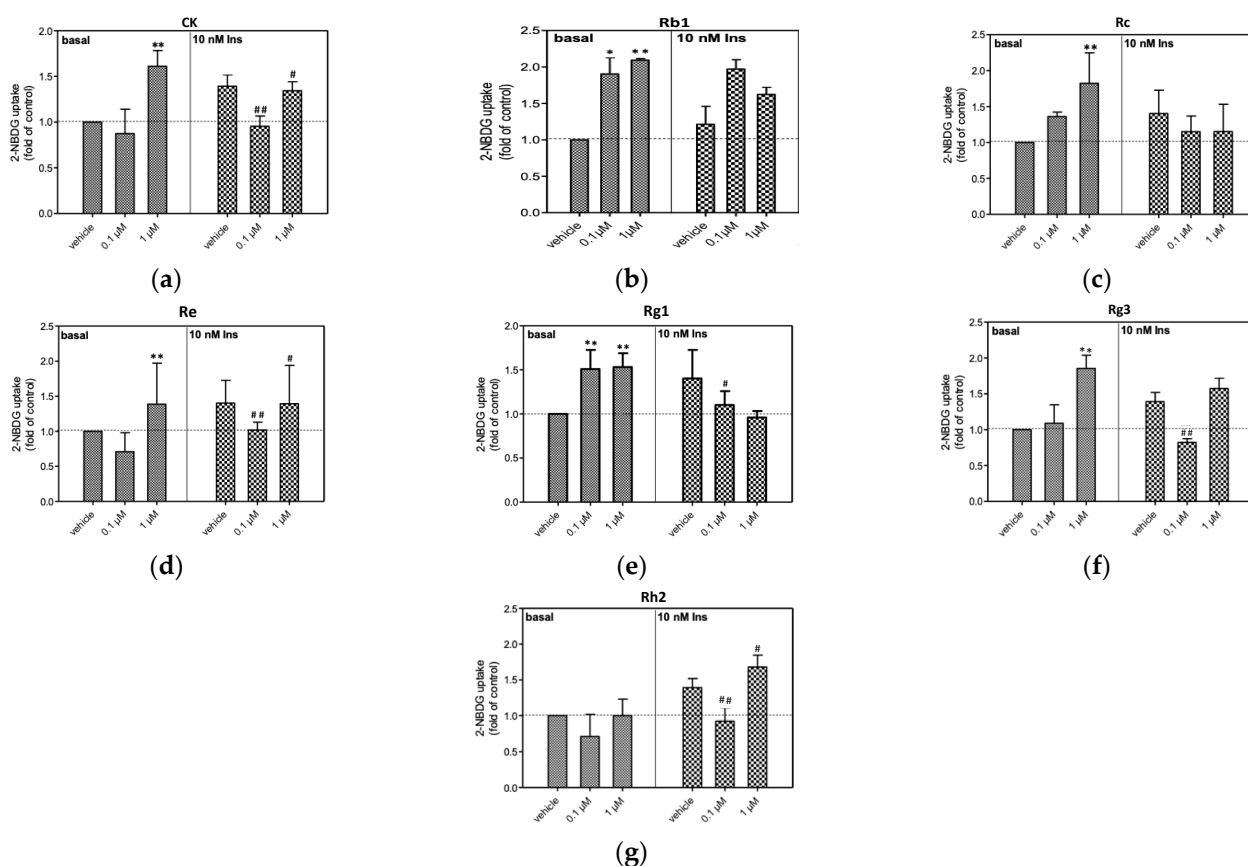 CK
basal
10 nM Ins
**
##
#
2-NBDG uptake
(fold of control)
2.0
1.5
1.0
0.5
0.0
vehicle
0.1 µM
1 µM
vehicle
0.1 µM
1 µM
(a)
Rb1
basal
10 nM Ins
*
**
2-NBDG uptake
(fold of control)
2.5
2.0
1.5
1.0
0.5
0.0
vehicle
0.1 µM
1µM
vehicle
0.1µM
1µM
(b)
Rc
basal
10 nM Ins
**
2-NBDG uptake
(fold of control)
2.5
2.0
1.5
1.0
0.5
0.0
vehicle
0.1 µM
1 µM
vehicle
0.1 µM
1 µM
(c)
Re
basal
10 nM Ins
**
##
#
2-NBDG uptake
(fold of control)
2.5
2.0
1.5
1.0
0.5
0.0
vehicle
0.1 µM
1 µM
vehicle
0.1 µM
1 µM
(d)
Rg1
basal
10 nM Ins
**
**
#
2-NBDG uptake
(fold of control)
2.0
1.5
1.0
0.5
0.0
vehicle
0.1 µM
1 µM
vehicle
0.1 µM
1 µM
(e)
Rg3
basal
10 nM Ins
**
##
2-NBDG uptake
(fold of control)
2.5
2.0
1.5
1.0
0.5
0.0
vehicle
0.1 µM
1 µM
vehicle
0.1 µM
1 µM
(f)
Rh2
basal
10 nM Ins
##
#
2-NBDG uptake
(fold of control)
2.5
2.0
1.5
1.0
0.5
0.0
vehicle
0.1 µM
1 µM
vehicle
0.1 µM
1 µM
(g)